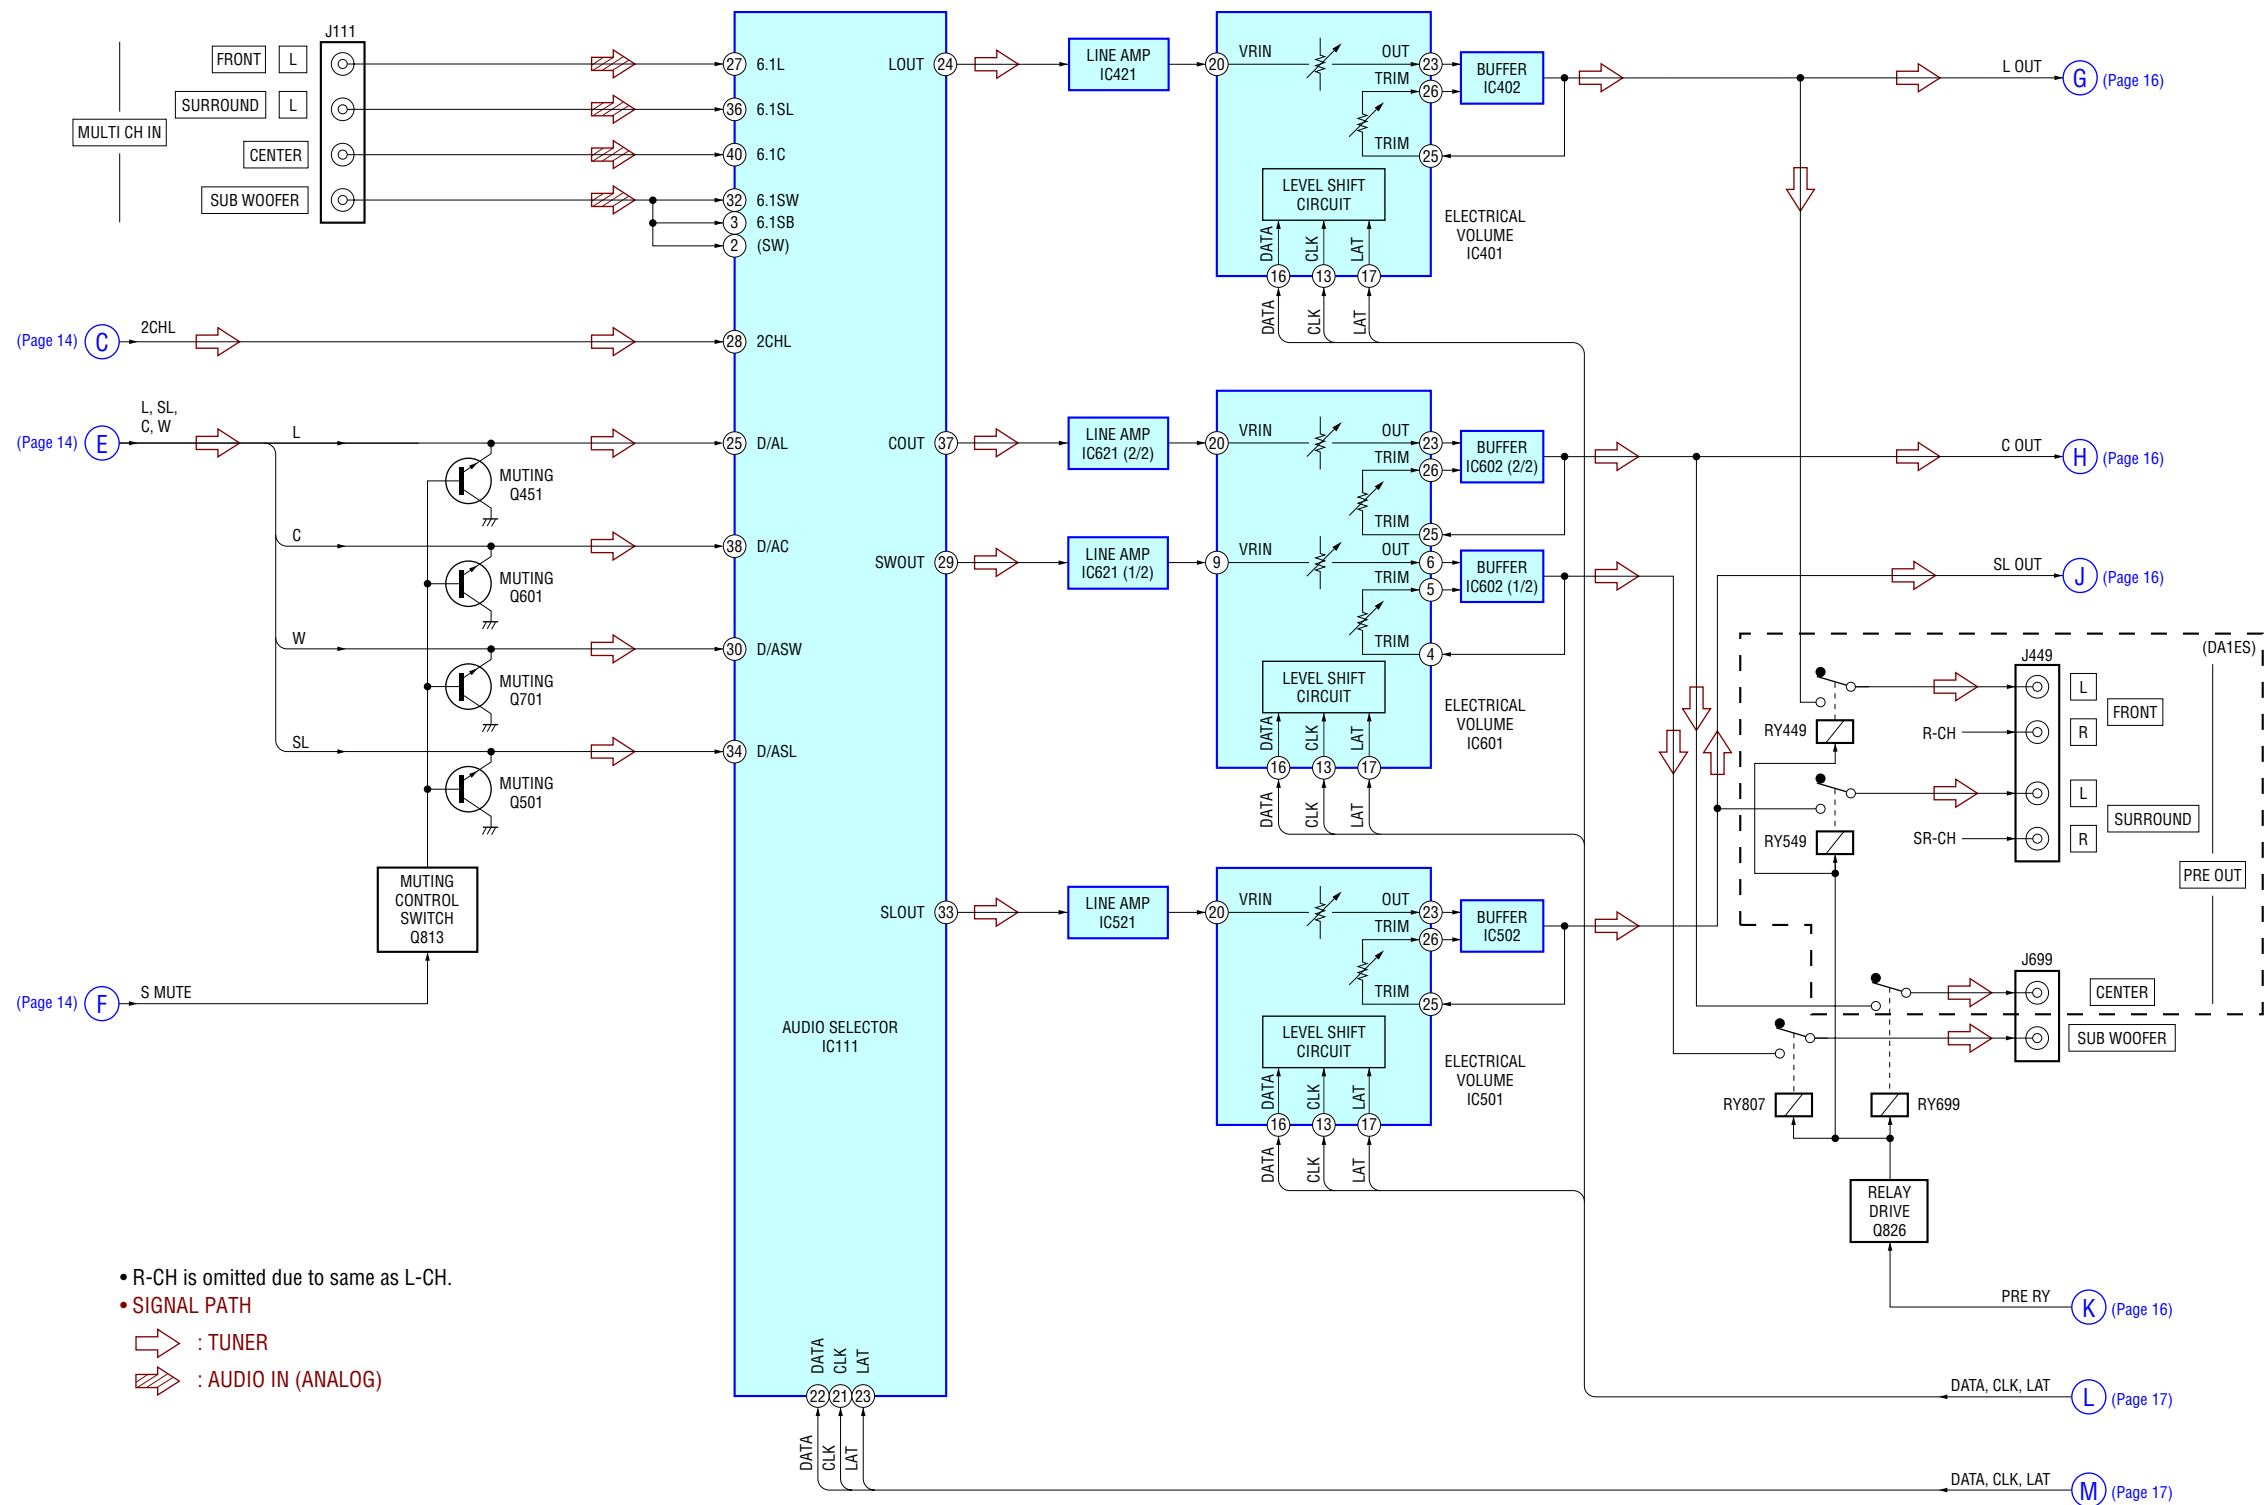 J111
MULTI CH IN
FRONT L
SURROUND L
CENTER
SUB WOOFER
27 6.1L
36 6.1SL
40 6.1C
32 6.1SW
3 6.1SB
2 (SW)
(Page 14) C 2CHL
28 2CHL
(Page 14) E
L, SL,
C, W
L
25 D/AL
MUTING
Q451
C
38 D/AC
MUTING
Q601
W
30 D/ASW
MUTING
Q701
SL
34 D/ASL
MUTING
Q501
MUTING
CONTROL
SWITCH
Q813
(Page 14) F S MUTE
AUDIO SELECTOR
IC111
LOUT 24
COUT 37
SWOUT 29
SLOUT 33
DATA
CLK
LAT
22 21 23
DATA
CLK
LAT
LINE AMP
IC421
20 VRIN
OUT 23
TRIM 26
TRIM 25
BUFFER
IC402
LEVEL SHIFT
CIRCUIT
DATA
CLK
LAT
16 13 17
DATA
CLK
LAT
ELECTRICAL
VOLUME
IC401
L OUT G (Page 16)
LINE AMP
IC621 (2/2)
20 VRIN
OUT 23
TRIM 26
TRIM 25
BUFFER
IC602 (2/2)
C OUT H (Page 16)
LINE AMP
IC621 (1/2)
9 VRIN
OUT 6
TRIM 5
TRIM 4
BUFFER
IC602 (1/2)
LEVEL SHIFT
CIRCUIT
DATA
CLK
LAT
16 13 17
DATA
CLK
LAT
ELECTRICAL
VOLUME
IC601
SL OUT J (Page 16)
LINE AMP
IC521
20 VRIN
OUT 23
TRIM 26
TRIM 25
BUFFER
IC502
LEVEL SHIFT
CIRCUIT
DATA
CLK
LAT
16 13 17
DATA
CLK
LAT
ELECTRICAL
VOLUME
IC501
(DA1ES)
J449
L
FRONT
RY449
R-CH
R
L
SURROUND
RY549
SR-CH
R
PRE OUT
J699
CENTER
SUB WOOFER
RY807
RY699
RELAY
DRIVE
Q826
PRE RY K (Page 16)
DATA, CLK, LAT L (Page 17)
DATA, CLK, LAT M (Page 17)
• R-CH is omitted due to same as L-CH.
• SIGNAL PATH
: TUNER
: AUDIO IN (ANALOG)